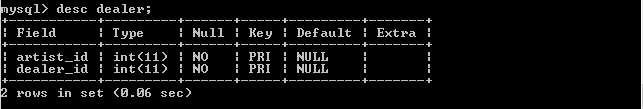 mysql> desc dealer;
+-----------+---------+------+-----+---------+-------+
| Field     | Type    | Null | Key | Default | Extra |
+-----------+---------+------+-----+---------+-------+
| artist_id | int(11) | NO   | PRI | NULL    |       |
| dealer_id | int(11) | NO   | PRI | NULL    |       |
+-----------+---------+------+-----+---------+-------+
2 rows in set (0.06 sec)